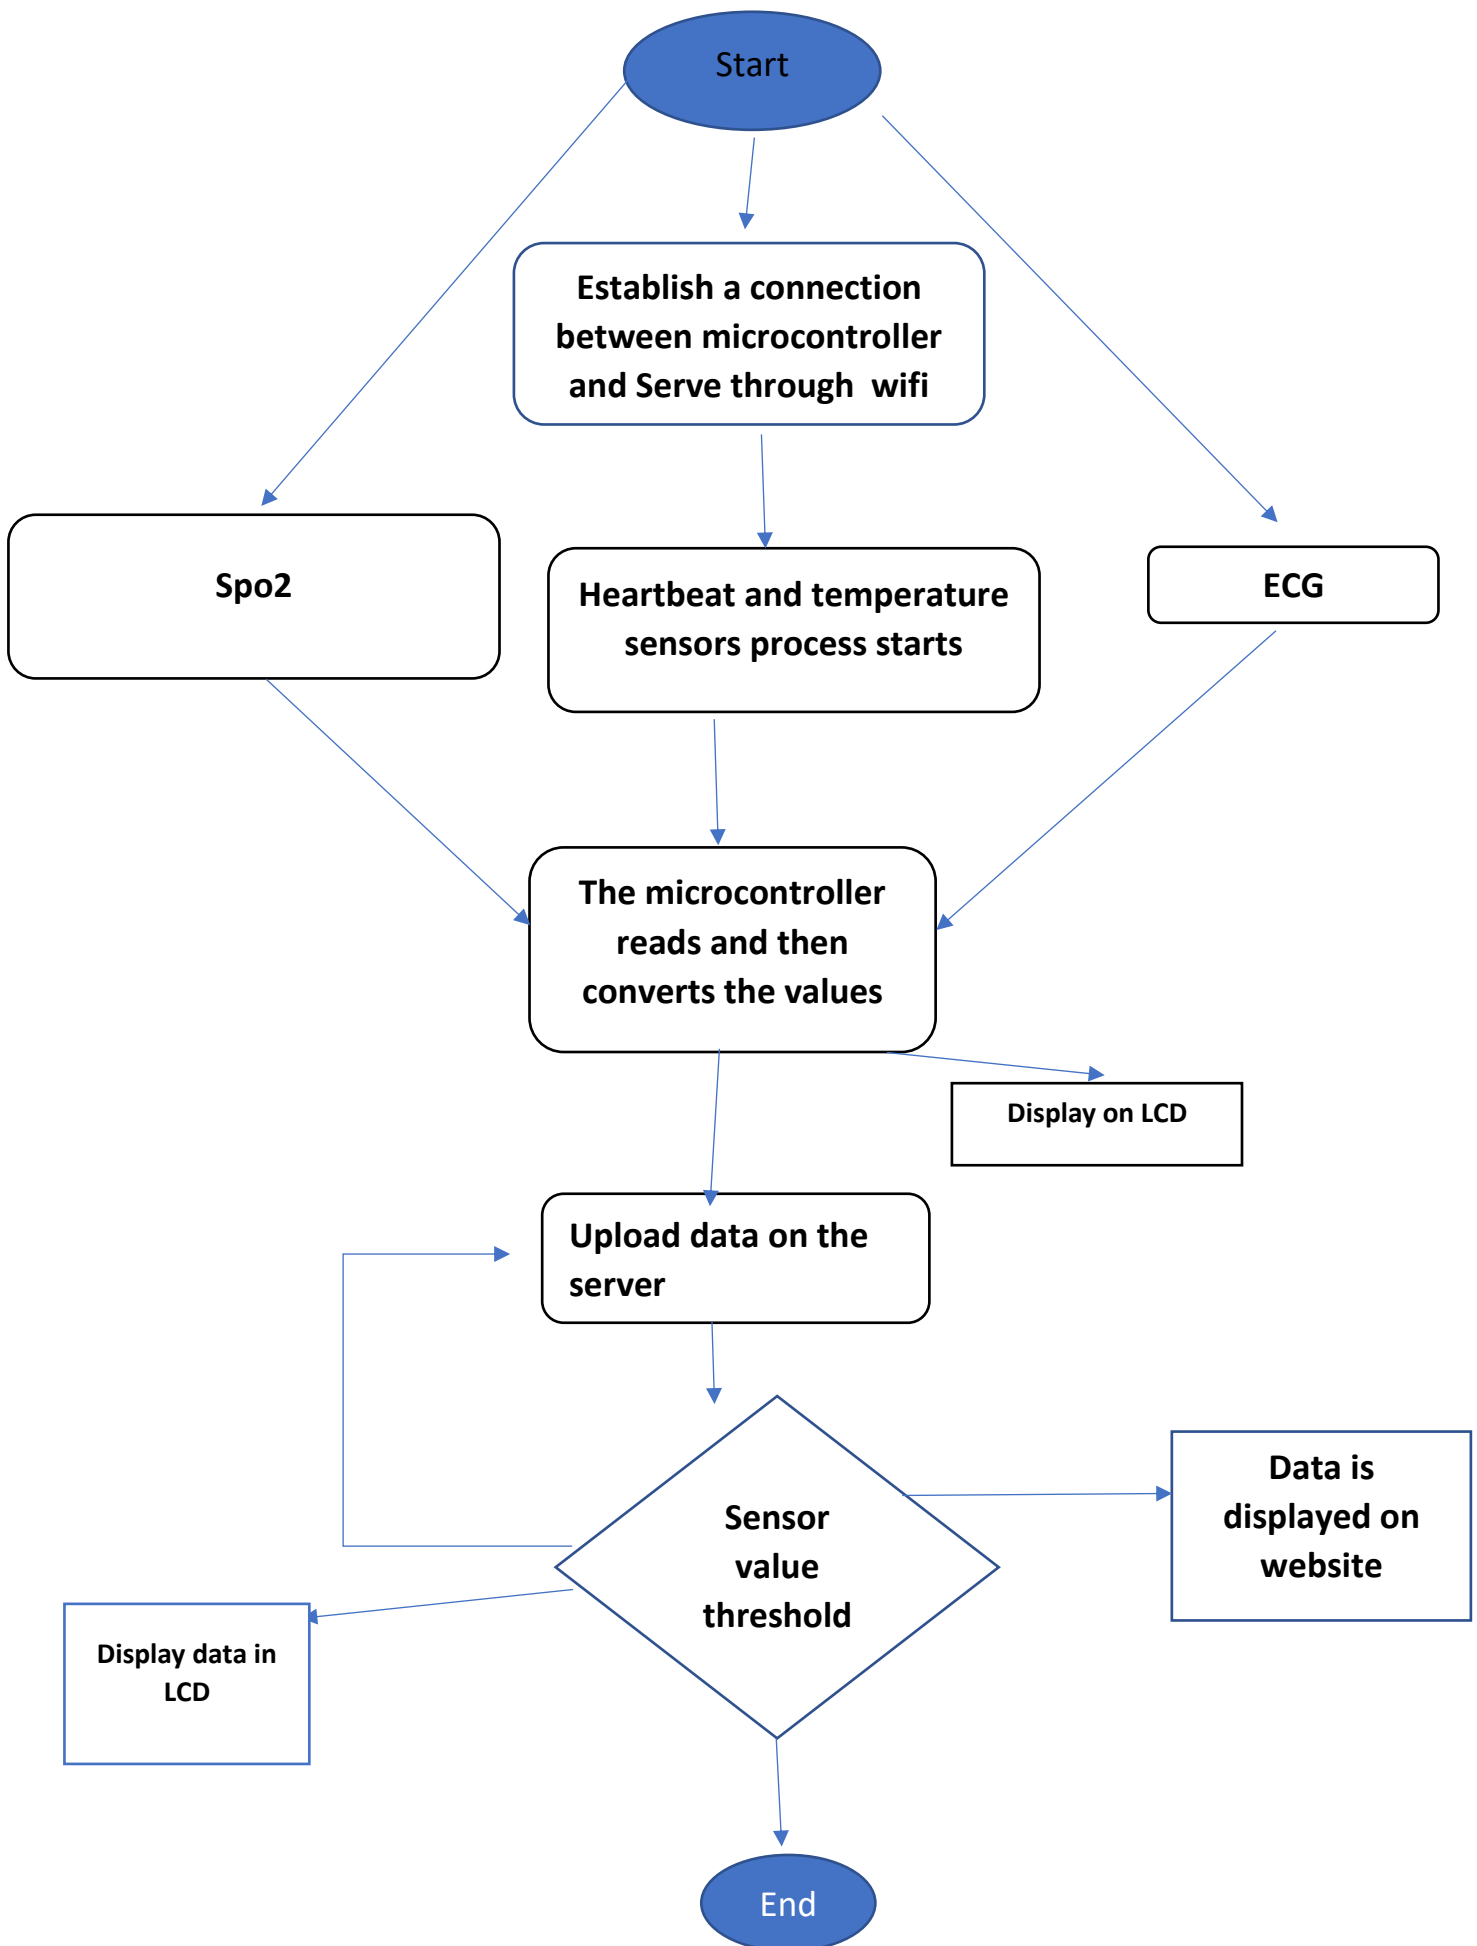 Start
Establish a connection
between microcontroller
and Serve through  wifi
Spo2
Heartbeat and temperature
sensors process starts
ECG
The microcontroller
reads and then
converts the values
Display on LCD
Upload data on the
server
Sensor
value
threshold
Data is
displayed on
website
Display data in
LCD
End